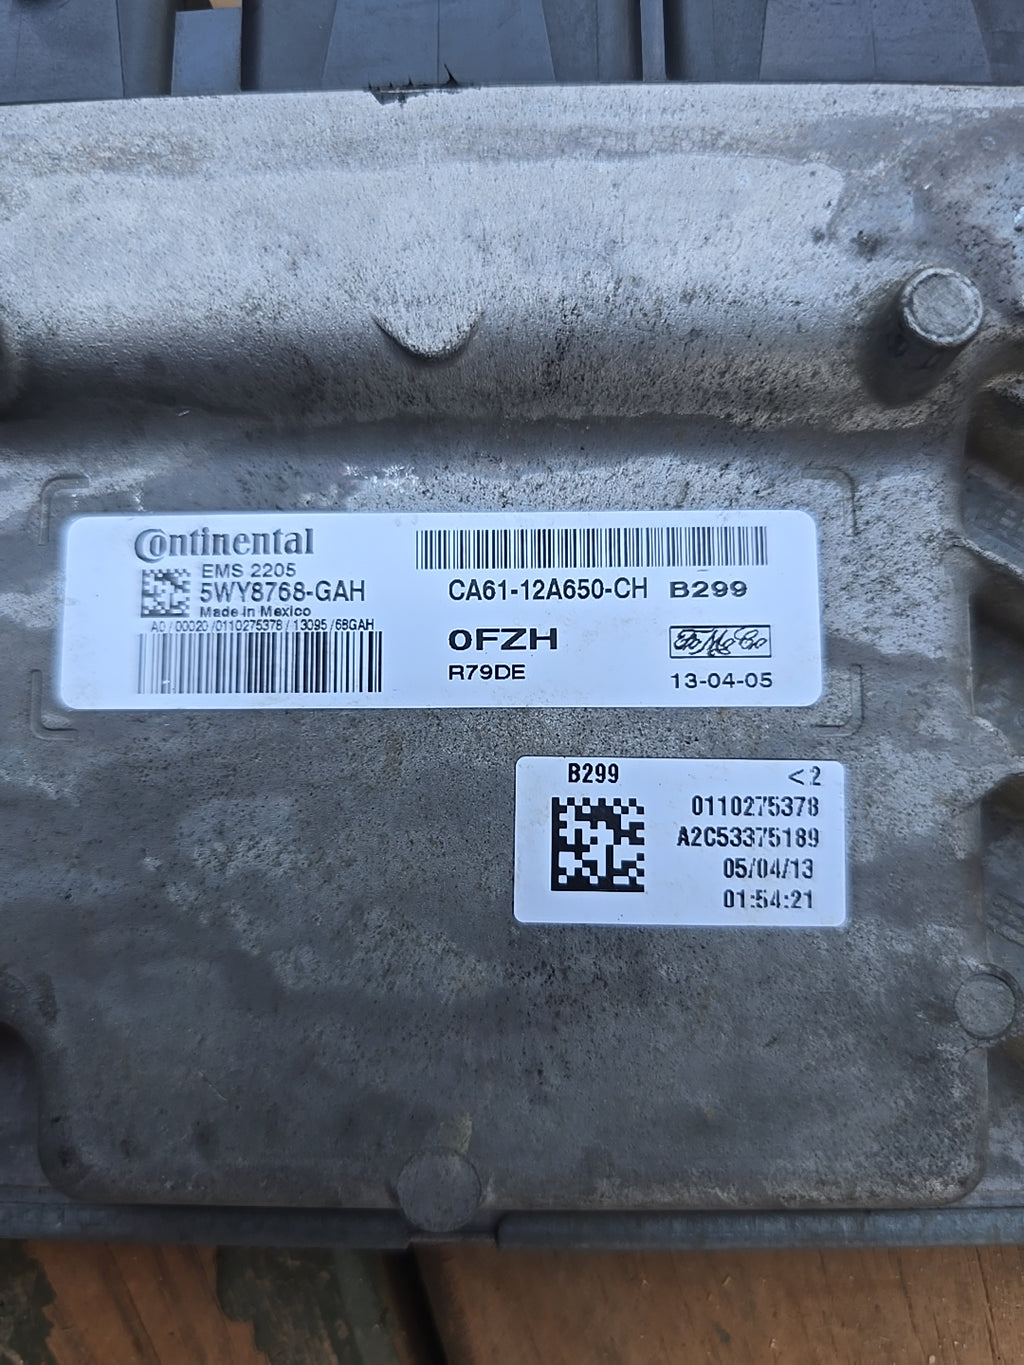 Continental
EMS 2205
5WY8768-GAH
Made in Mexico
A0 / 00020 /0110275378 / 13095 /68GAH
CA61-12A650-CH B299
0FZH
R79DE
FoMoCo
13-04-05
B299 <2
0110275378
A2C53375189
05/04/13
01:54:21